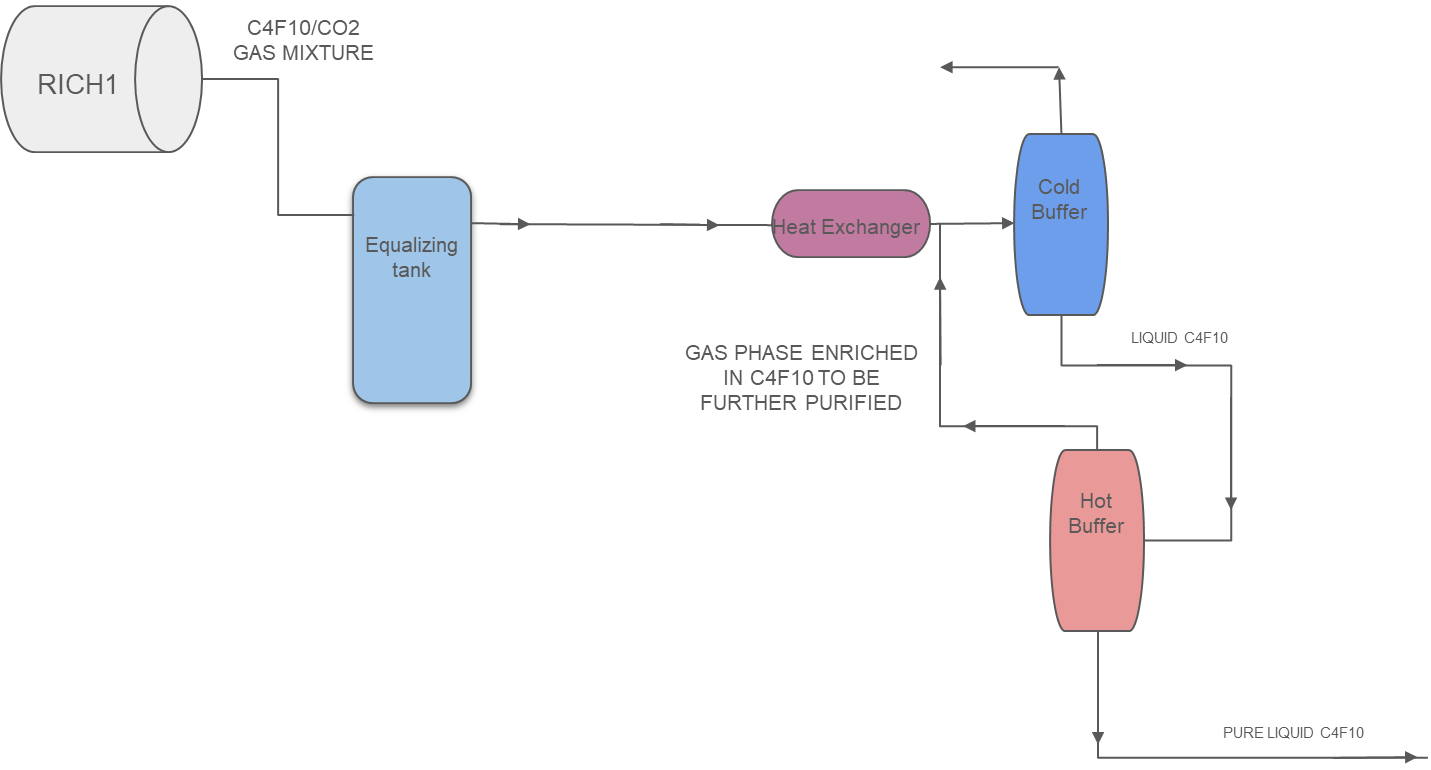 C4F10/CO2
GAS MIXTURE
RICH1
Cold
Buffer
Heat Exchanger
Equalizing
tank
LIQUID C4F10
GAS PHASE ENRICHED
IN C4F10 TO BE
FURTHER PURIFIED
Hot
Buffer
PURE LIQUID C4F10